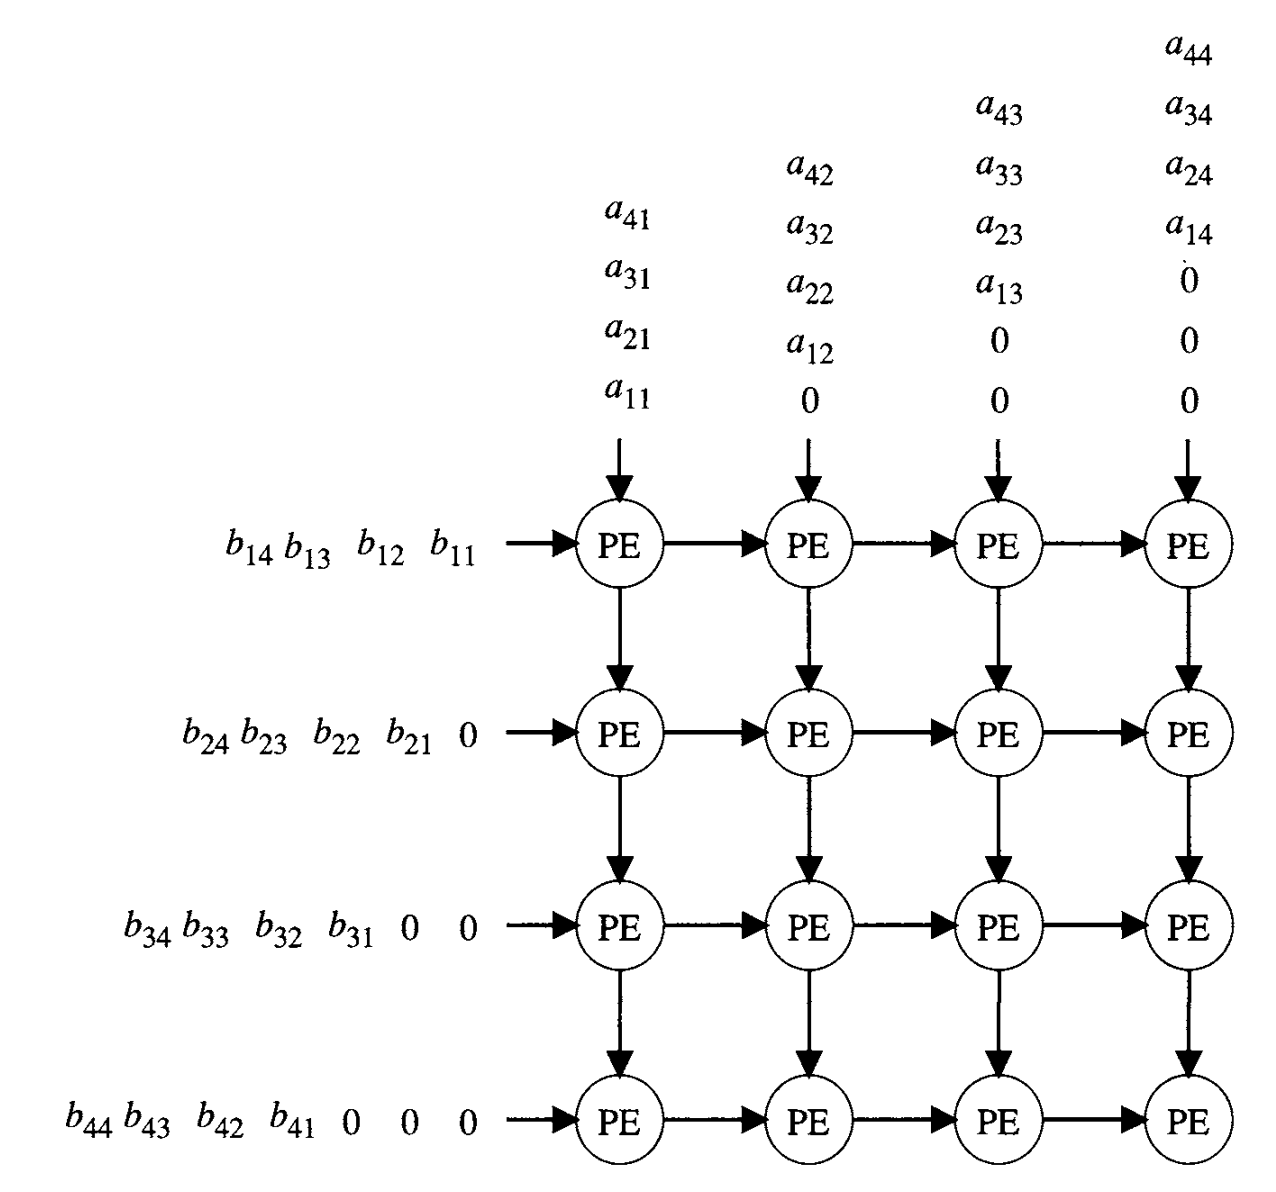 a44
a43 a34
a42 a33 a24
a41 a32 a23 a14
a31 a22 a13 0
a21 a12 0 0
a11 0 0 0
b14 b13 b12 b11 PE PE PE PE
b24 b23 b22 b21 0 PE PE PE PE
b34 b33 b32 b31 0 0 PE PE PE PE
b44 b43 b42 b41 0 0 0 PE PE PE PE